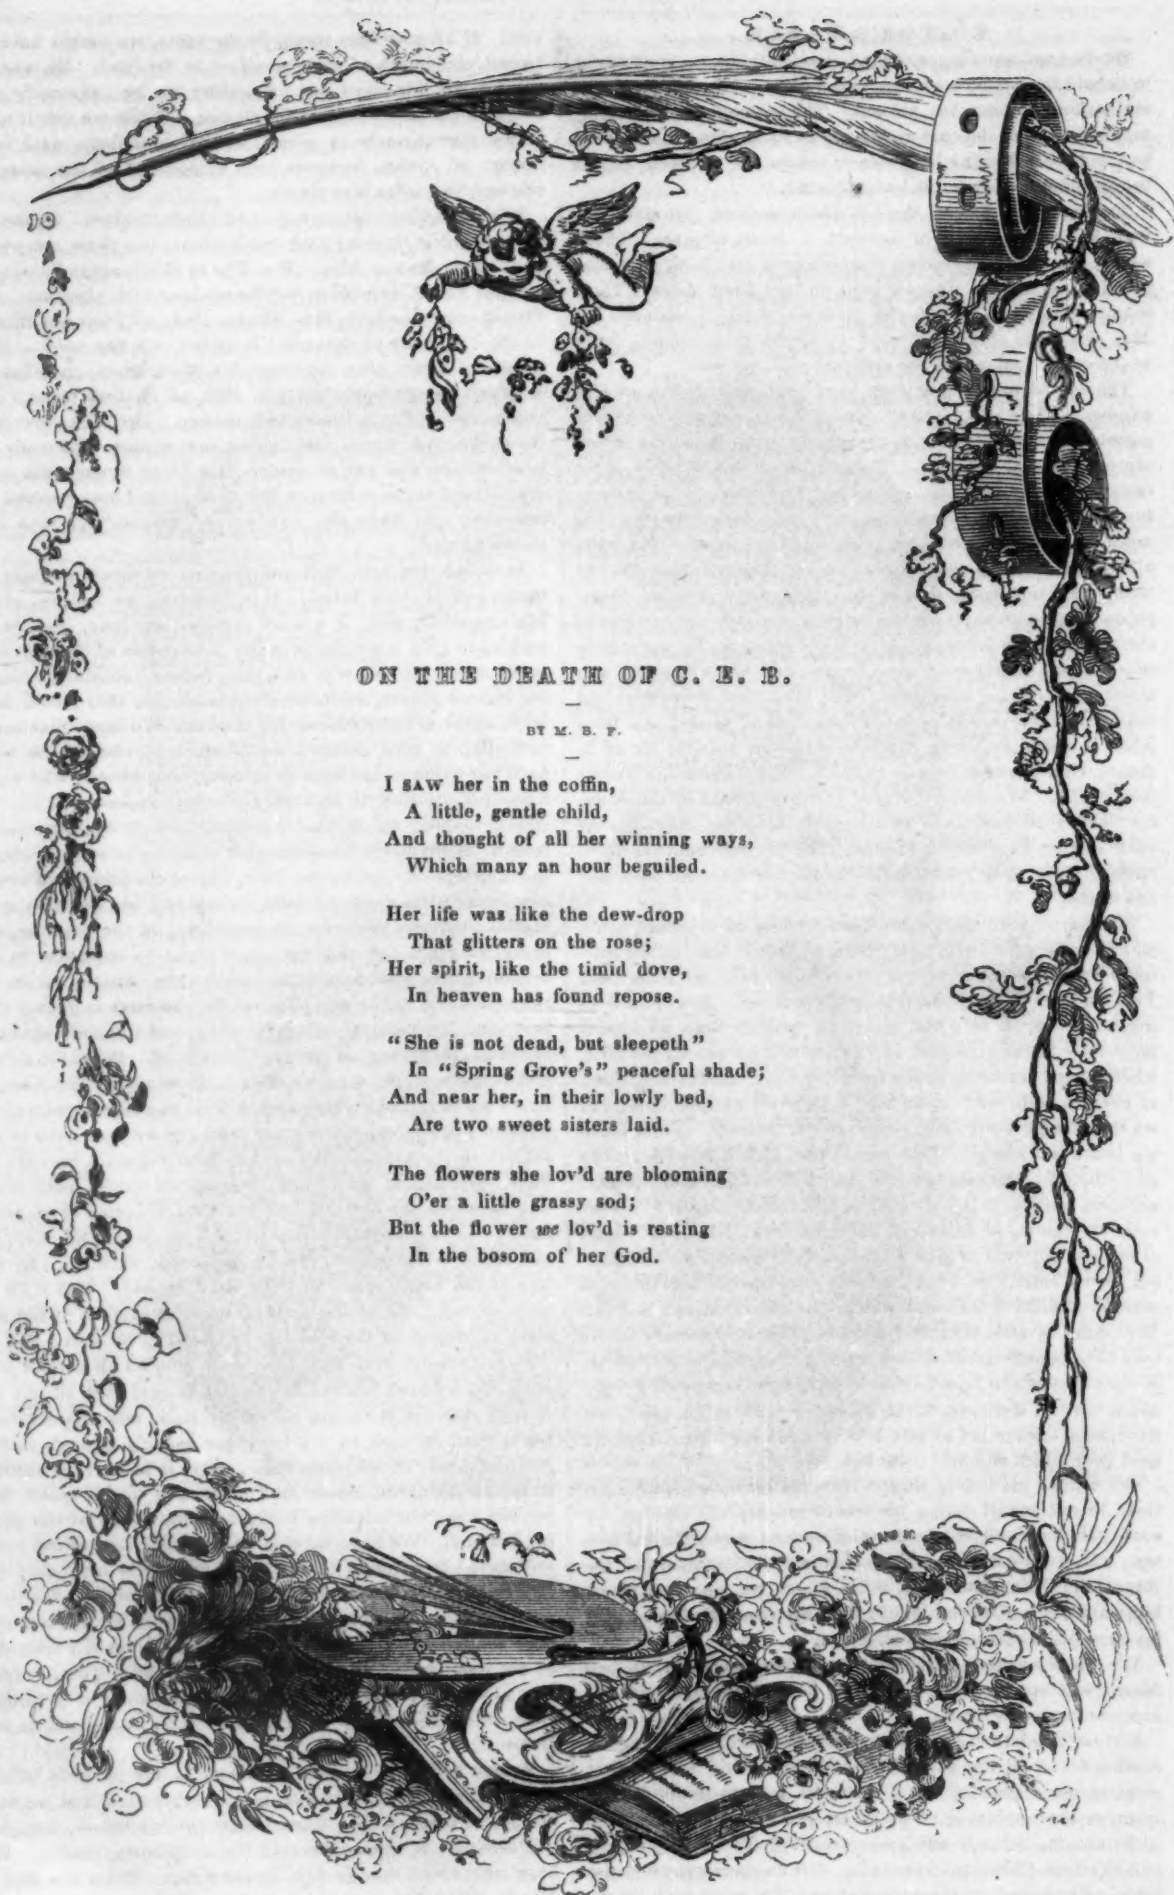 ON THE DEATH OF C. E. B.
BY M. B. F.
I SAW her in the coffin,
A little, gentle child,
And thought of all her winning ways,
Which many an hour beguiled.
Her life was like the dew-drop
That glitters on the rose;
Her spirit, like the timid dove,
In heaven has found repose.
"She is not dead, but sleepeth"
In "Spring Grove's" peaceful shade;
And near her, in their lowly bed,
Are two sweet sisters laid.
The flowers she lov'd are blooming
O'er a little grassy sod;
But the flower we lov'd is resting
In the bosom of her God.
W. HOWLAND SC